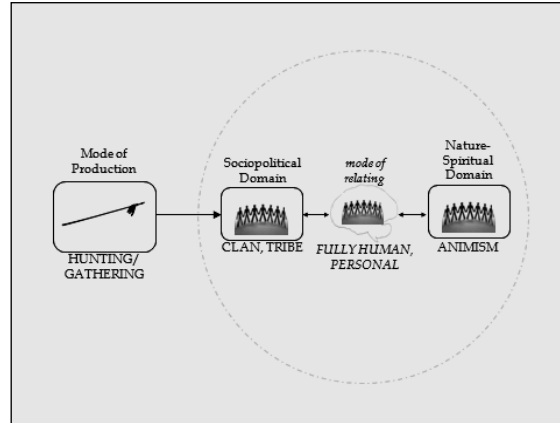 Mode of
Production
HUNTING/
GATHERING
Sociopolitical
Domain
CLAN, TRIBE
mode of
relating
FULLY HUMAN,
PERSONAL
Nature-
Spiritual
Domain
ANIMISM